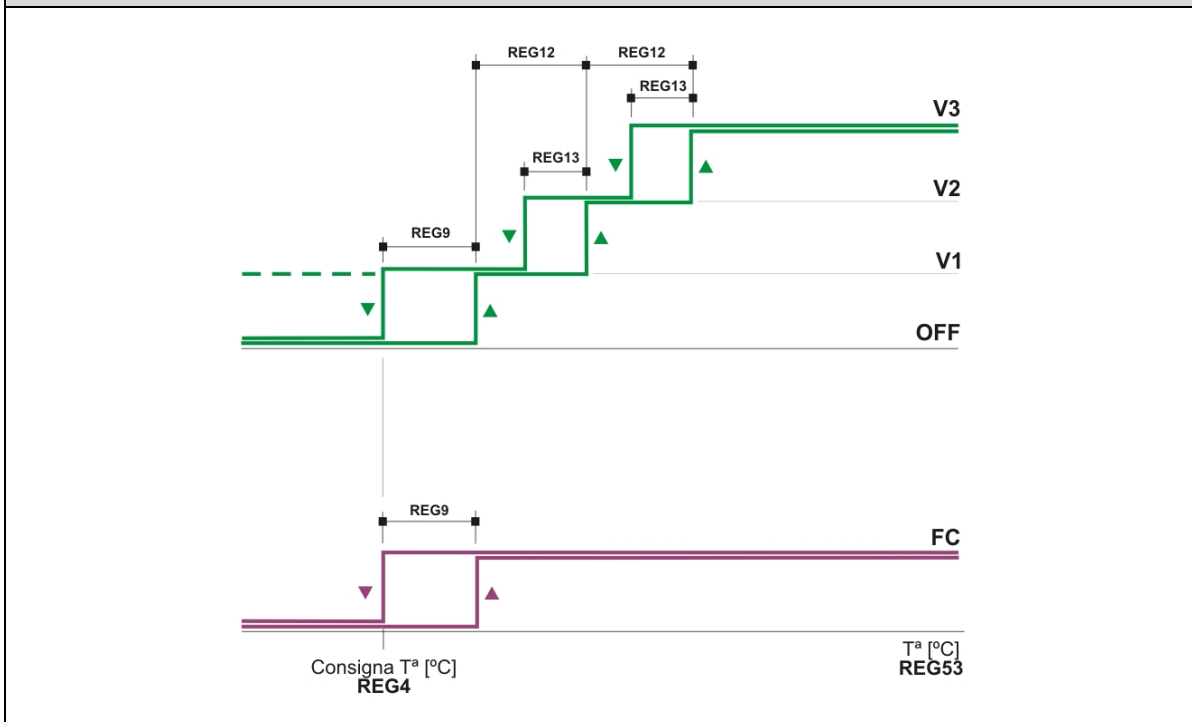 REG12 REG12
REG13
V3
REG13
V2
REG9
V1
OFF
REG9
FC
Consigna Tª [ºC]
REG4
Tª [ºC]
REG53